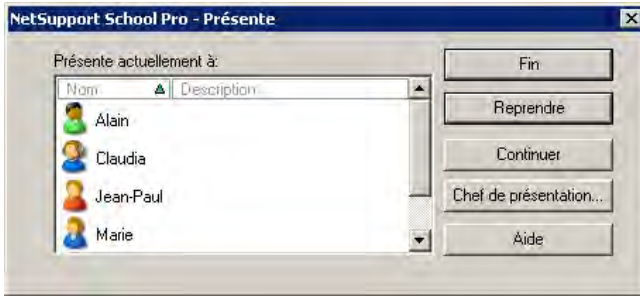 NetSupport School Pro - Présente
Présente actuellement à:
Nom Description
Alain
Claudia
Jean-Paul
Marie
Fin
Reprendre
Continuer
Chef de présentation...
Aide